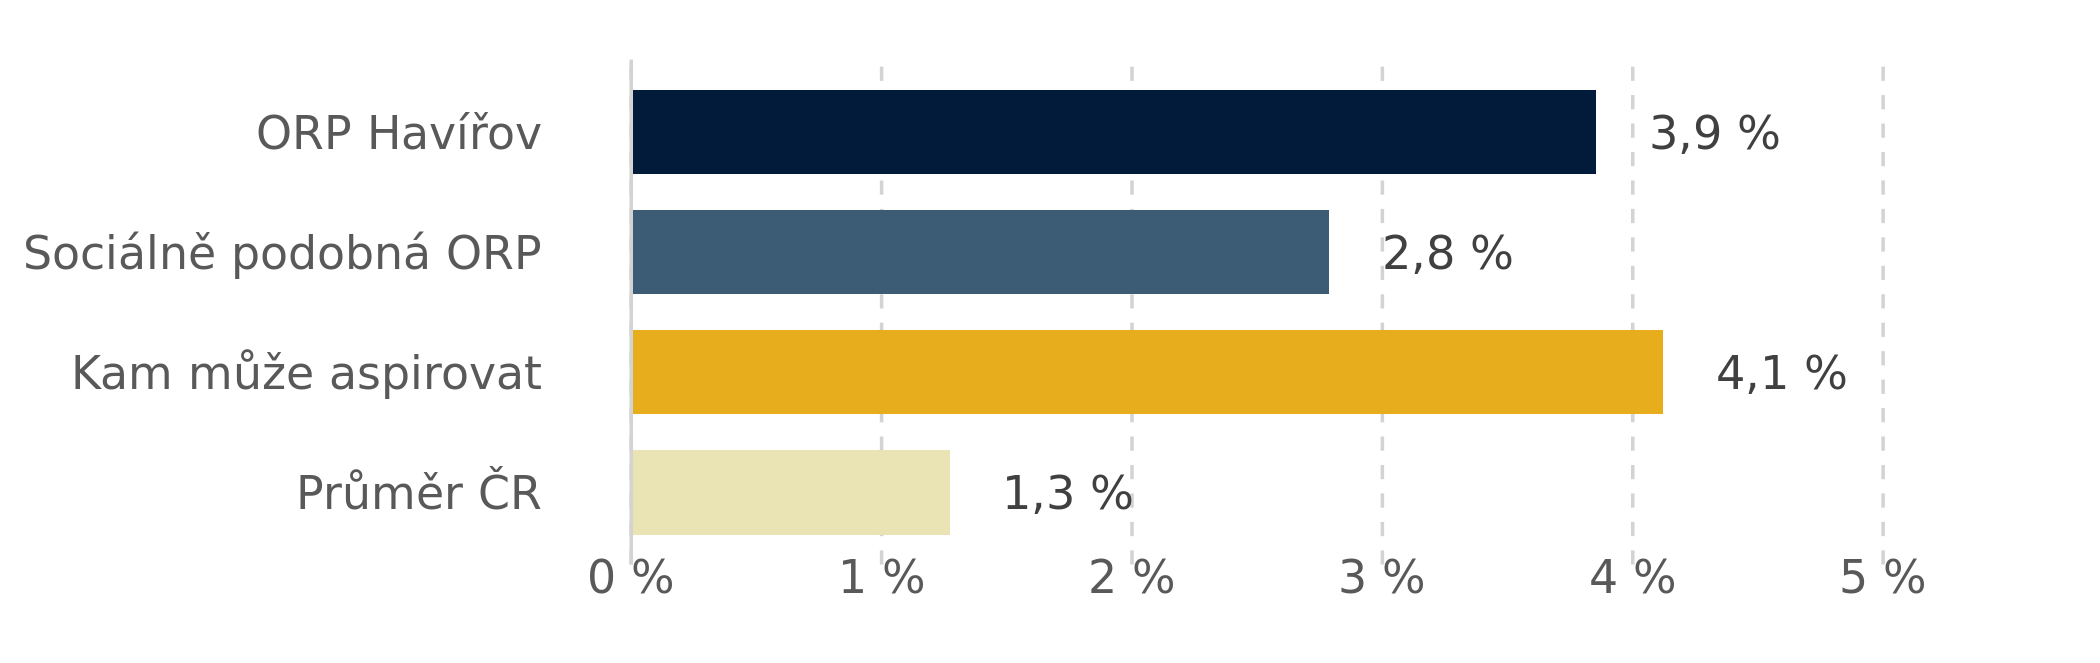 ORP Havířov 3,9 %
Sociálně podobná ORP 2,8 %
Kam může aspirovat 4,1 %
Průměr ČR 1,3 %
0 % 1 % 2 % 3 % 4 % 5 %